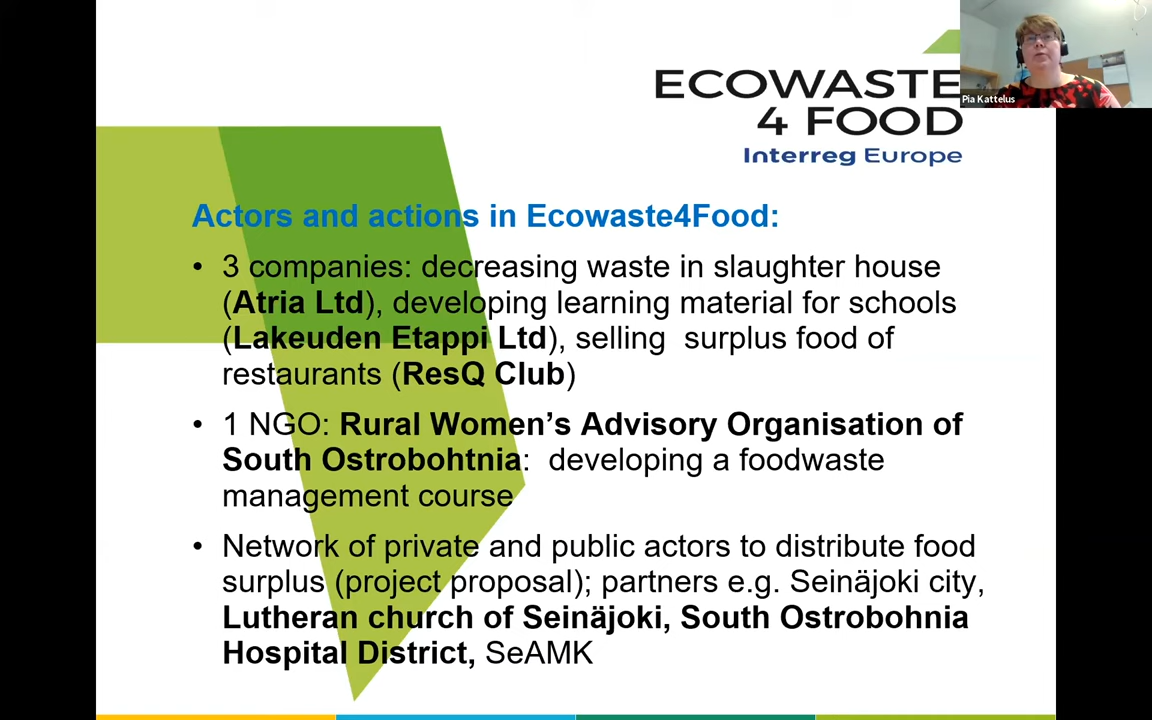 ECOWASTE
4 FOOD
Interreg Europe
Pia Kattelus
Actors and actions in Ecowaste4Food:
• 3 companies: decreasing waste in slaughter house
(Atria Ltd), developing learning material for schools
(Lakeuden Etappi Ltd), selling surplus food of
restaurants (ResQ Club)
• 1 NGO: Rural Women’s Advisory Organisation of
South Ostrobohtnia: developing a foodwaste
management course
• Network of private and public actors to distribute food
surplus (project proposal); partners e.g. Seinäjoki city,
Lutheran church of Seinäjoki, South Ostrobohnia
Hospital District, SeAMK